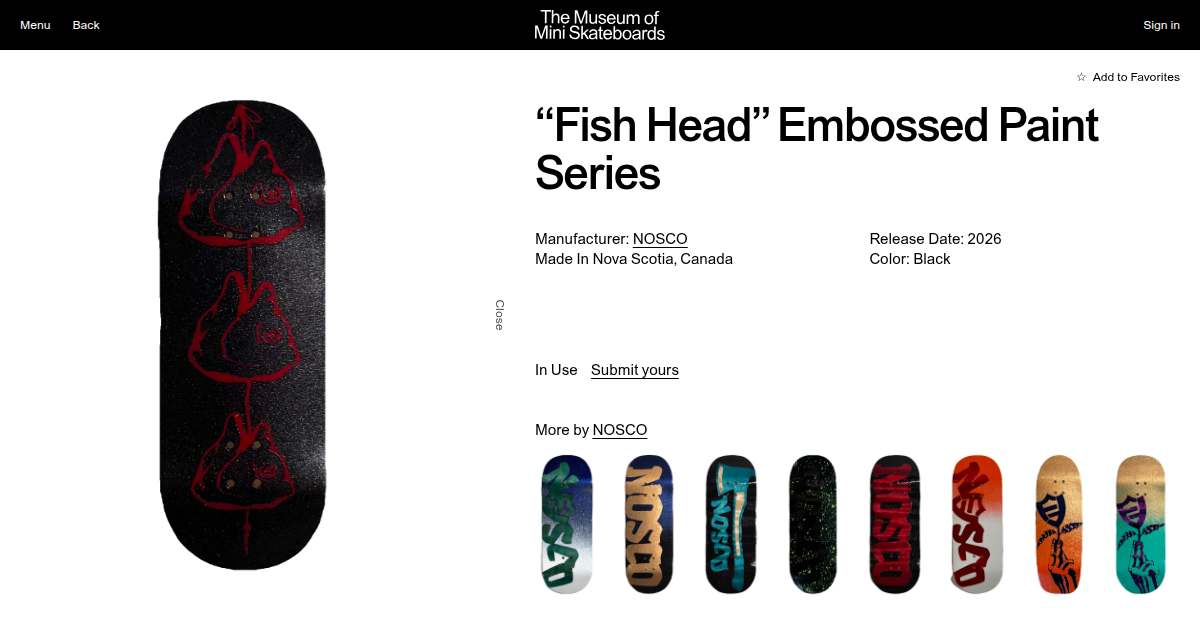 Menu
Back
The Museum of
Mini Skateboards
Sign in
☆ Add to Favorites
“Fish Head” Embossed Paint
Series
Manufacturer: NOSCO
Made In Nova Scotia, Canada
Release Date: 2026
Color: Black
Close
In Use Submit yours
More by NOSCO
NOSCO
NOSCO
NOSCO
NOSCO